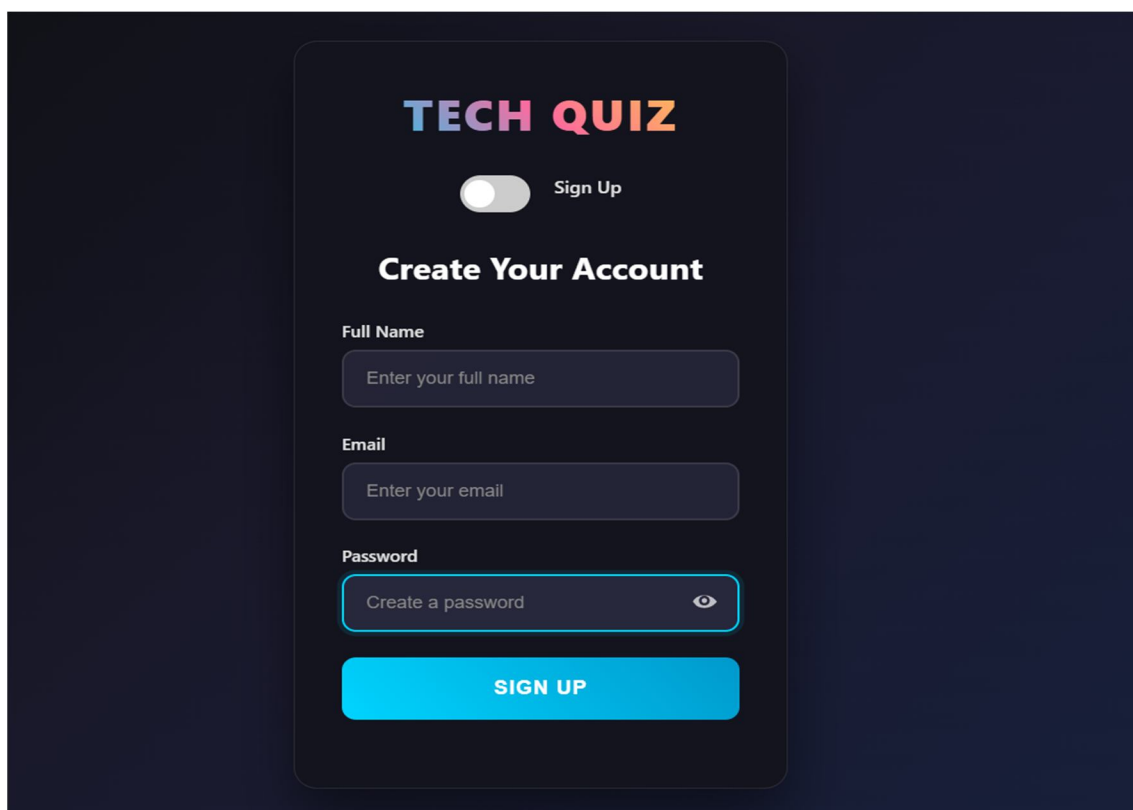 TECH QUIZ
Sign Up
Create Your Account
Full Name
Enter your full name
Email
Enter your email
Password
Create a password
SIGN UP